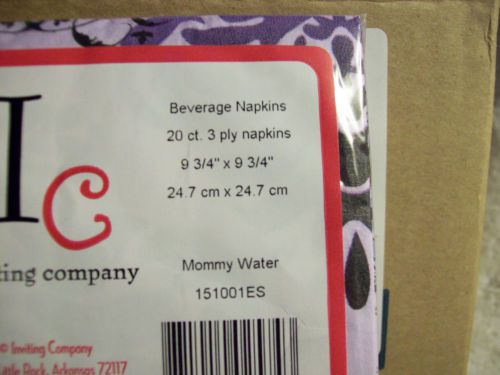 Beverage Napkins
20 ct. 3 ply napkins
9 3/4" x 9 3/4"
24.7 cm x 24.7 cm
I C
ting company
Mommy Water
151001ES
© Inviting Company
Little Rock, Arkansas 72117